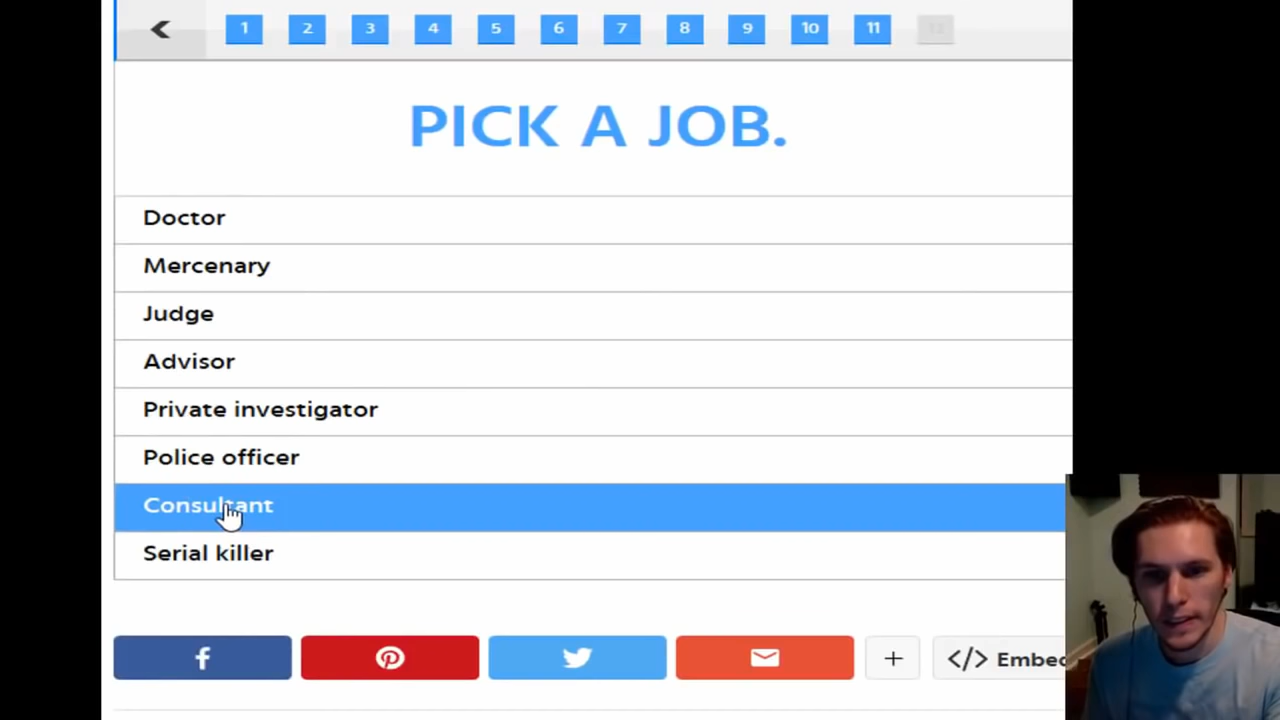 1 2 3 4 5 6 7 8 9 10 11
PICK A JOB.
Doctor
Mercenary
Judge
Advisor
Private investigator
Police officer
Consultant
Serial killer
+ </> Embed